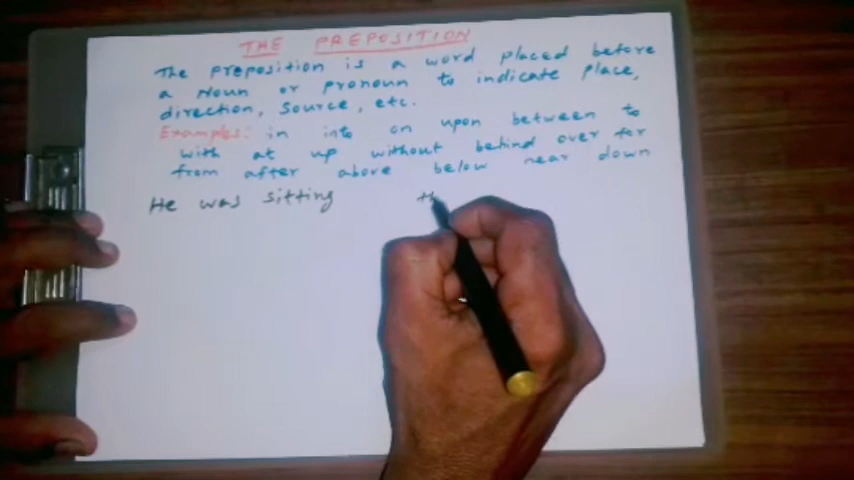 THE PREPOSITION
The preposition is a word placed before
a Noun or pronoun to indicate place,
direction, source, etc.
Examples: in into on upon between to
with at up without behind over for
from after above below near down
He was sitting th